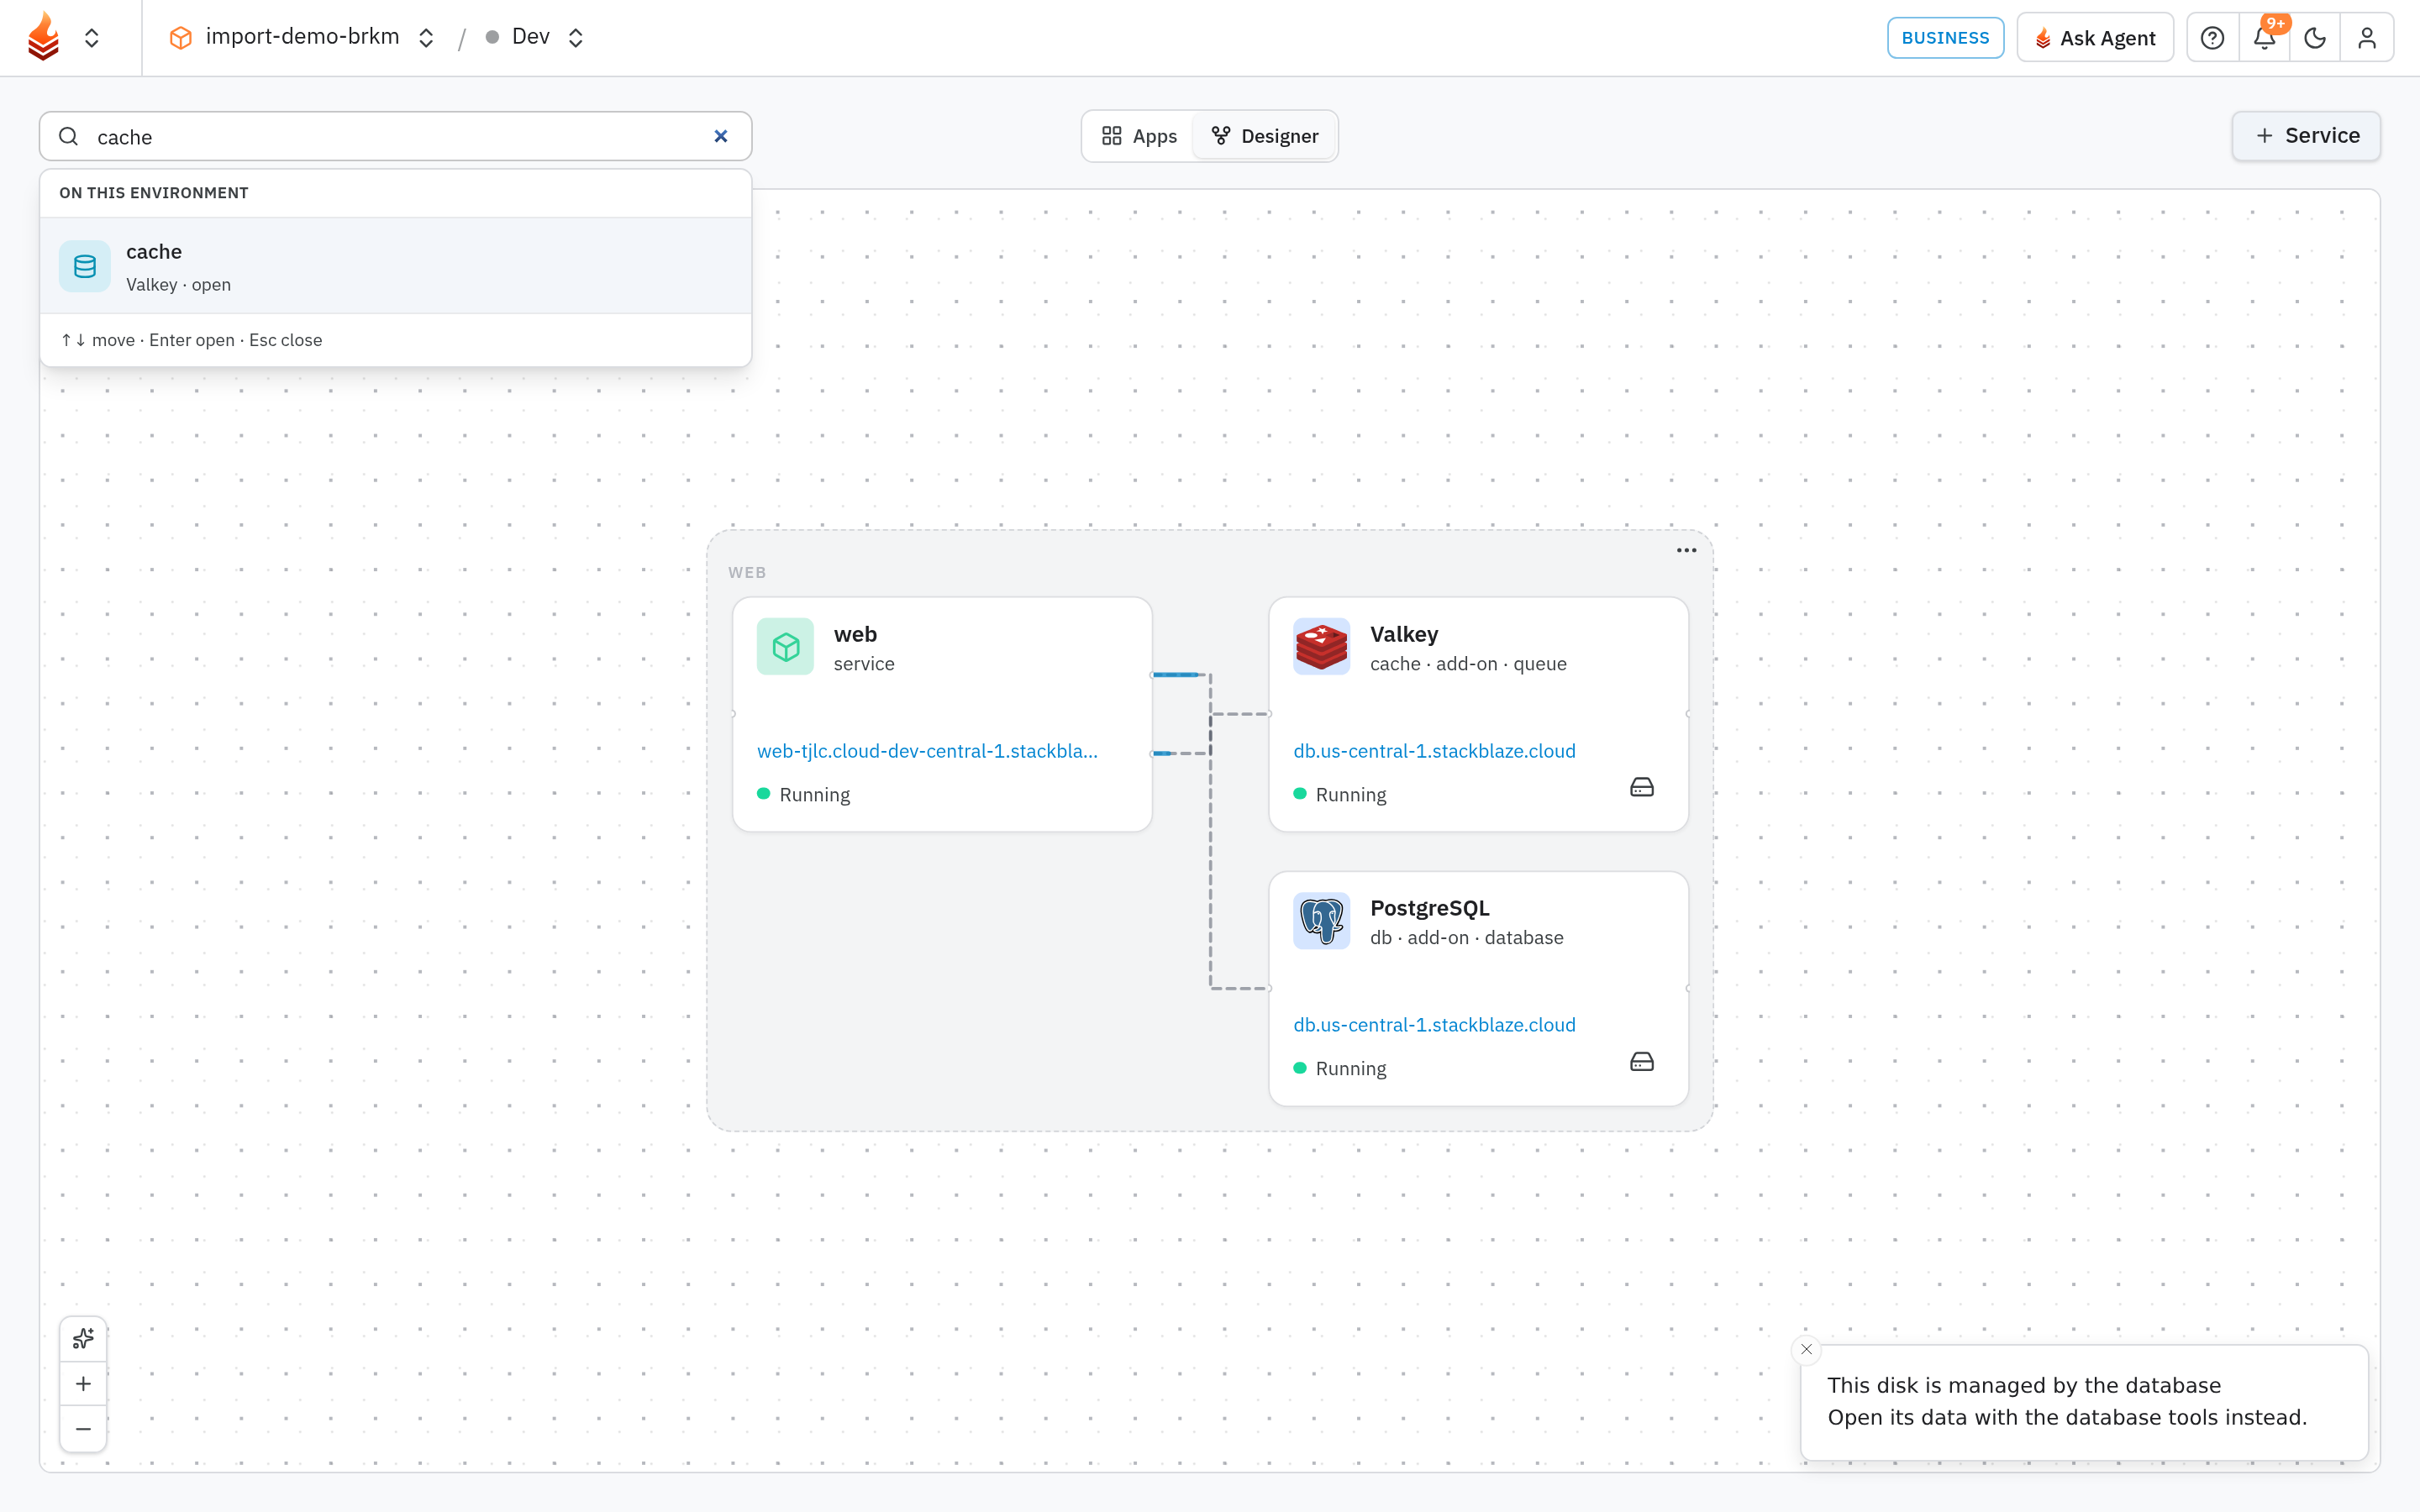 import-demo-brkm / Dev
BUSINESS
Ask Agent
9+
cache
Apps
Designer
+ Service
ON THIS ENVIRONMENT
cache
Valkey · open
↑↓ move · Enter open · Esc close
WEB
web
service
web-tjlc.cloud-dev-central-1.stackbla...
Running
Valkey
cache · add-on · queue
db.us-central-1.stackblaze.cloud
Running
PostgreSQL
db · add-on · database
db.us-central-1.stackblaze.cloud
Running
This disk is managed by the database
Open its data with the database tools instead.